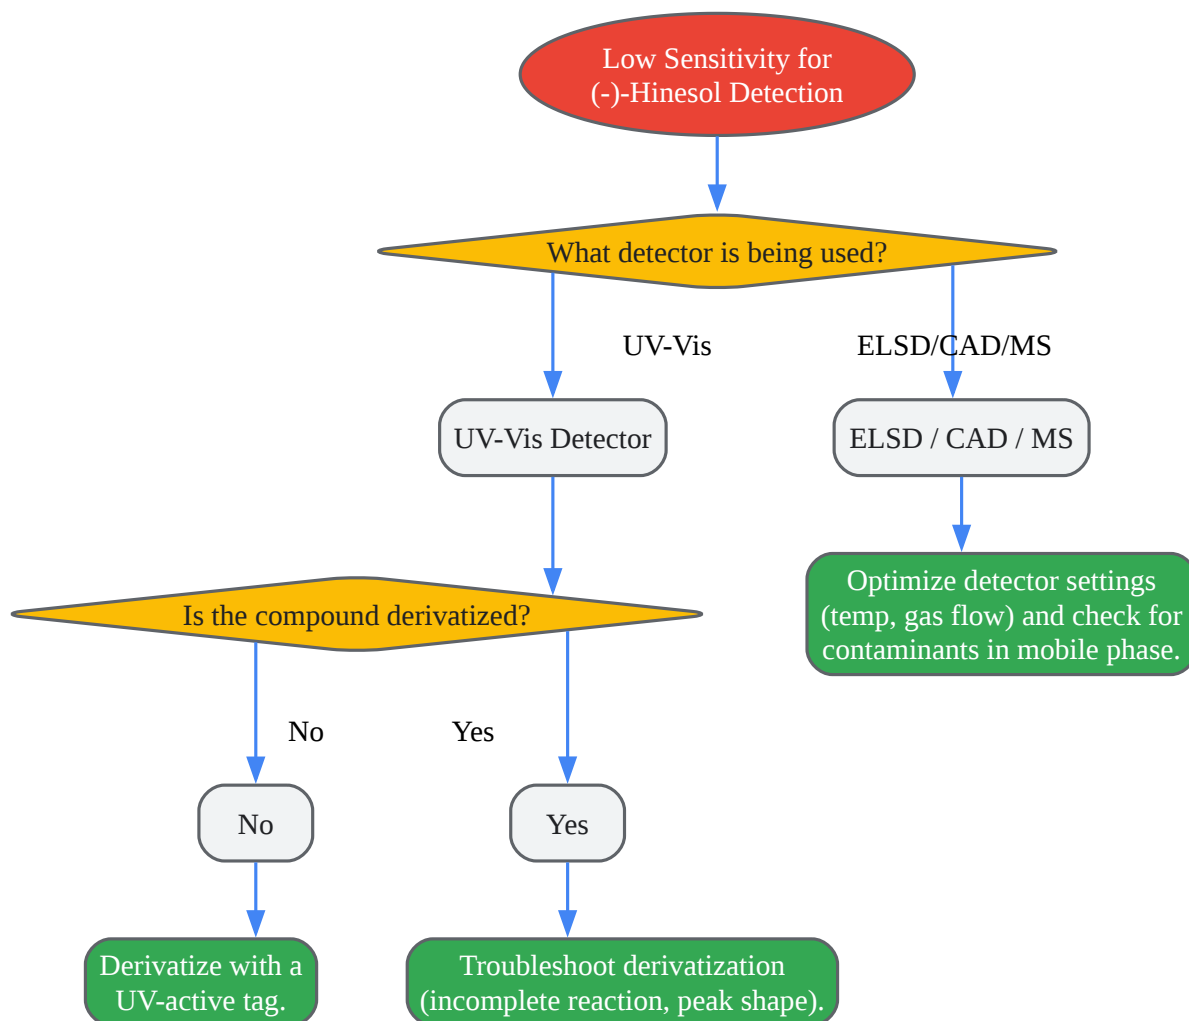 Low Sensitivity for
(-)-Hinesol Detection
What detector is being used?
UV-Vis
ELSD/CAD/MS
UV-Vis Detector
ELSD / CAD / MS
Optimize detector settings
(temp, gas flow) and check for
contaminants in mobile phase.
Is the compound derivatized?
No
Yes
No
Yes
Derivatize with a
UV-active tag.
Troubleshoot derivatization
(incomplete reaction, peak shape).